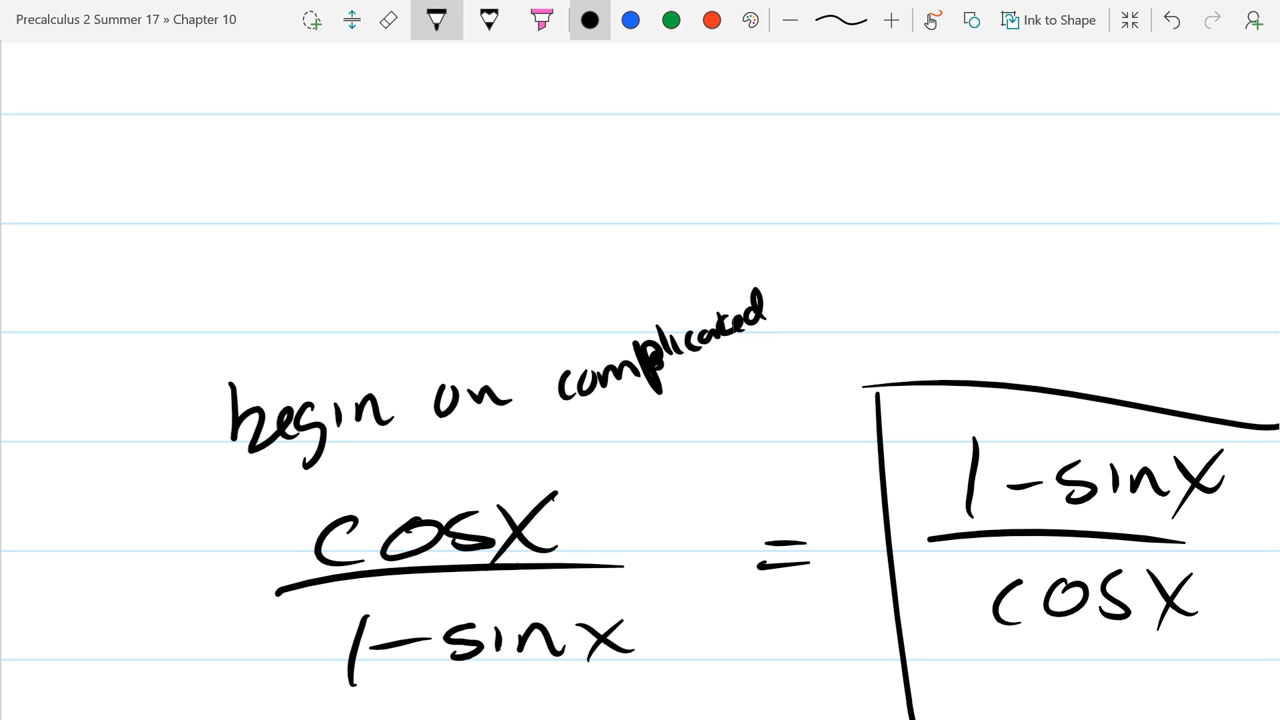 Precalculus 2 Summer 17 » Chapter 10
Ink to Shape
begin on complicated
cosx
1-sinx
=
1-sinx
cosx